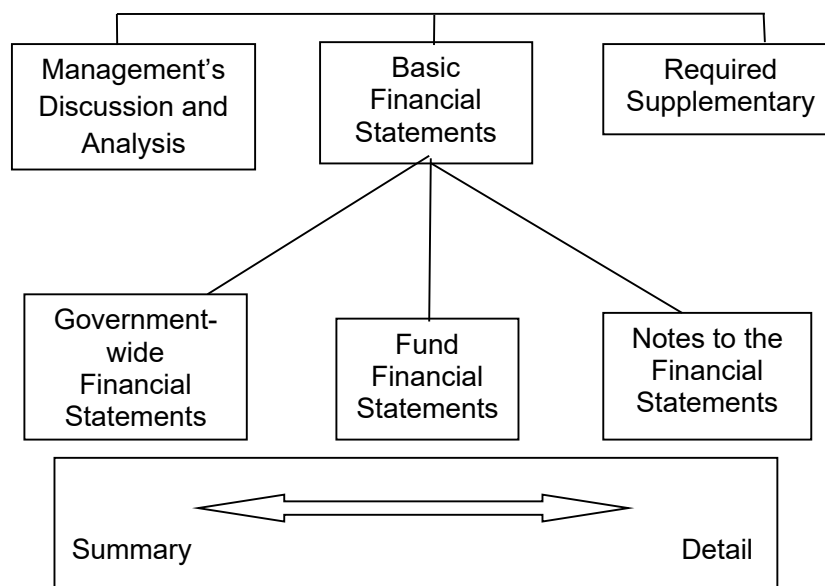 Management’s
Discussion and
Analysis
Basic
Financial
Statements
Required
Supplementary
Government-
wide
Financial
Statements
Fund
Financial
Statements
Notes to the
Financial
Statements
Summary
Detail